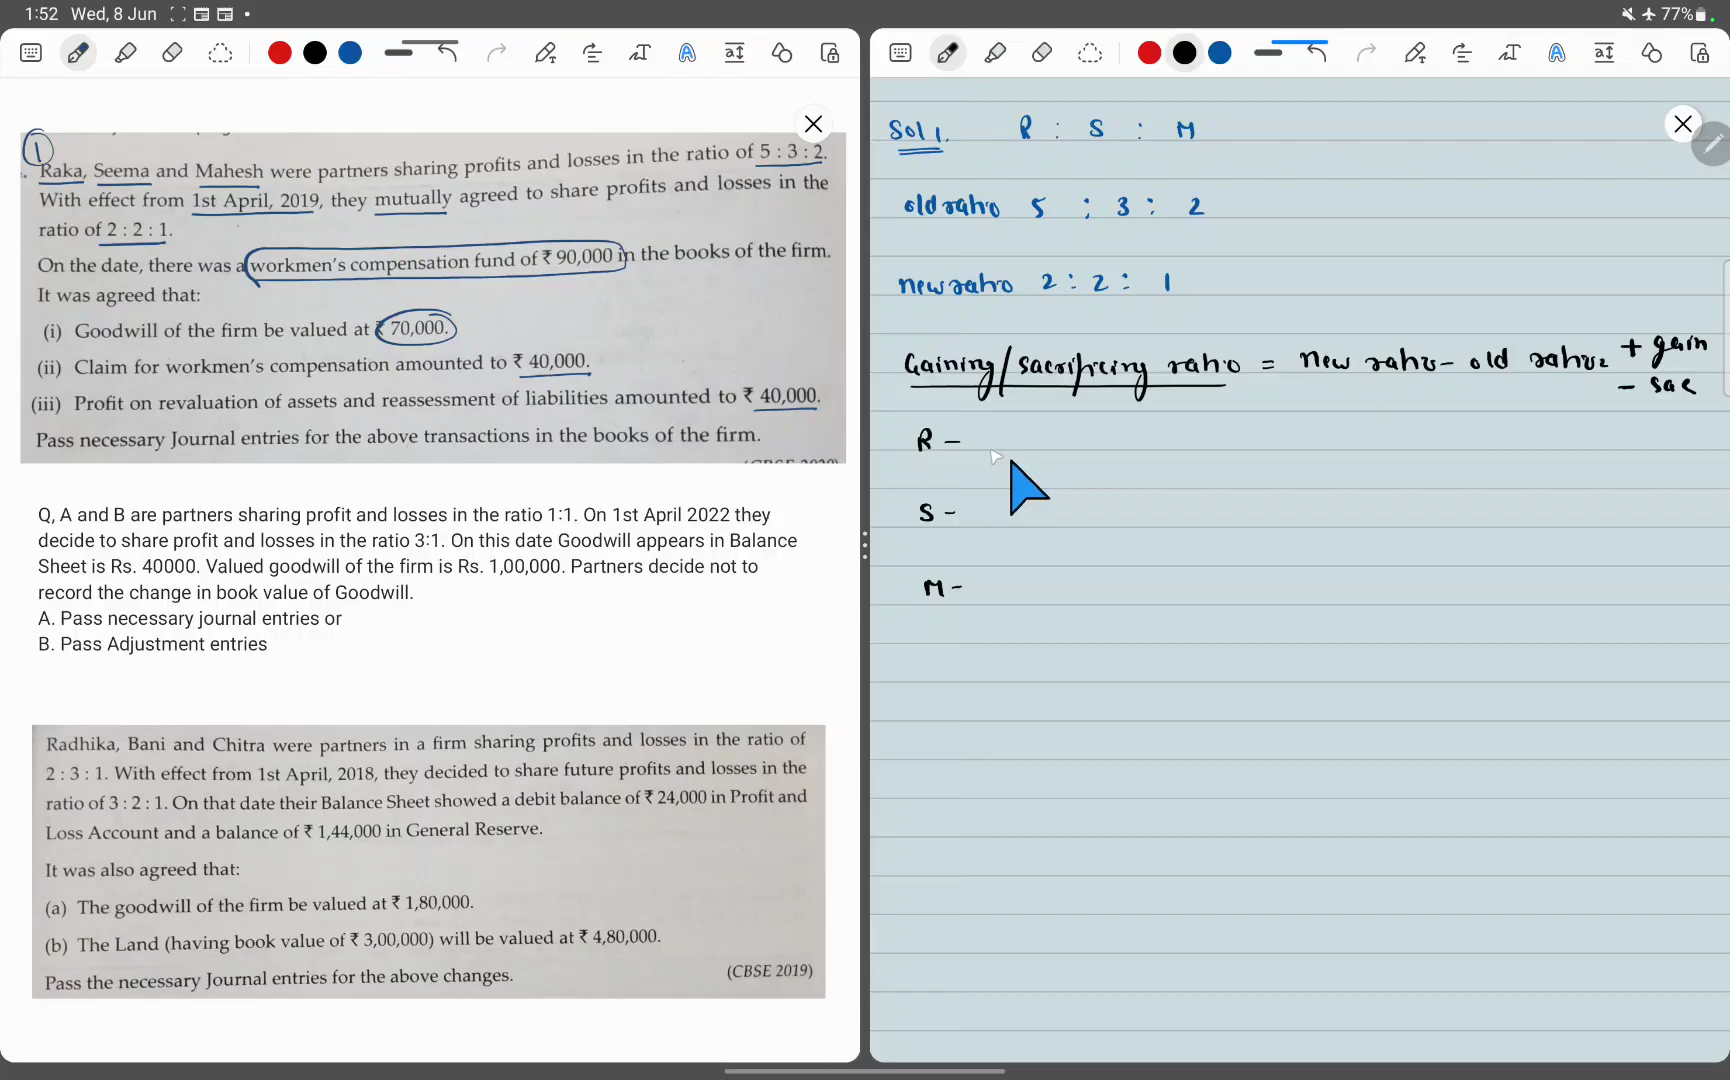 1:52 Wed, 8 Jun
77%
1
Raka, Seema and Mahesh were partners sharing profits and losses in the ratio of 5 : 3 : 2.
With effect from 1st April, 2019, they mutually agreed to share profits and losses in the
ratio of 2 : 2 : 1.
On the date, there was a workmen's compensation fund of ₹ 90,000 in the books of the firm.
It was agreed that:
(i) Goodwill of the firm be valued at ₹ 70,000.
(ii) Claim for workmen's compensation amounted to ₹ 40,000.
(iii) Profit on revaluation of assets and reassessment of liabilities amounted to ₹ 40,000.
Pass necessary Journal entries for the above transactions in the books of the firm.
Q, A and B are partners sharing profit and losses in the ratio 1:1. On 1st April 2022 they
decide to share profit and losses in the ratio 3:1. On this date Goodwill appears in Balance
Sheet is Rs. 40000. Valued goodwill of the firm is Rs. 1,00,000. Partners decide not to
record the change in book value of Goodwill.
A. Pass necessary journal entries or
B. Pass Adjustment entries
Radhika, Bani and Chitra were partners in a firm sharing profits and losses in the ratio of
2 : 3 : 1. With effect from 1st April, 2018, they decided to share future profits and losses in the
ratio of 3 : 2 : 1. On that date their Balance Sheet showed a debit balance of ₹ 24,000 in Profit and
Loss Account and a balance of ₹ 1,44,000 in General Reserve.
It was also agreed that:
(a) The goodwill of the firm be valued at ₹ 1,80,000.
(b) The Land (having book value of ₹ 3,00,000) will be valued at ₹ 4,80,000.
Pass the necessary Journal entries for the above changes. (CBSE 2019)
Sol 1. R : S : M
old ratio 5 : 3 : 2
new ratio 2 : 2 : 1
Gaining/sacrificing ratio = New ratio - old ratio = + gain
- sac
R -
S -
M -